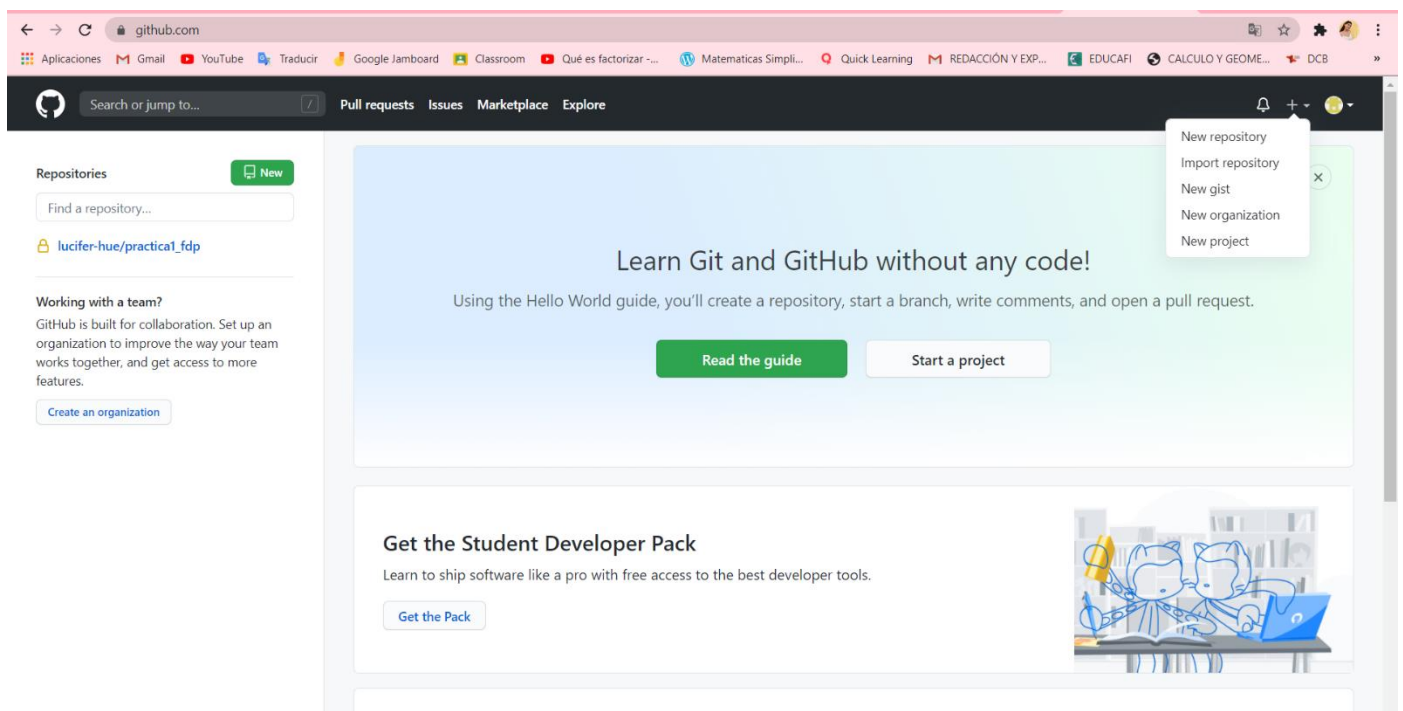 github.com
Aplicaciones Gmail YouTube Traducir Google Jamboard Classroom Qué es factorizar -... Matematicas Simpli... Quick Learning REDACCIÓN Y EXP... EDUCAFI CALCULO Y GEOME... DCB »
Search or jump to... / Pull requests Issues Marketplace Explore
New repository
Import repository
New gist
New organization
New project
Repositories New
Find a repository...
lucifer-hue/practica1_fdp
Working with a team?
GitHub is built for collaboration. Set up an
organization to improve the way your team
works together, and get access to more
features.
Create an organization
Learn Git and GitHub without any code!
Using the Hello World guide, you’ll create a repository, start a branch, write comments, and open a pull request.
Read the guide Start a project
Get the Student Developer Pack
Learn to ship software like a pro with free access to the best developer tools.
Get the Pack